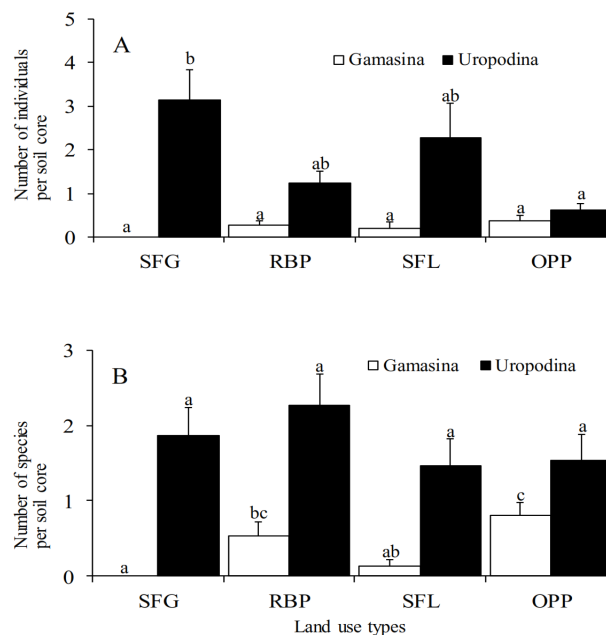 A
Gamasina Uropodina
Number of individuals
per soil core
5
4
3
2
1
0
a b a ab a ab a a
SFG RBP SFL OPP
B
Gamasina Uropodina
Number of species
per soil core
3
2
1
0
a a bc a ab a c a
SFG RBP SFL OPP
Land use types